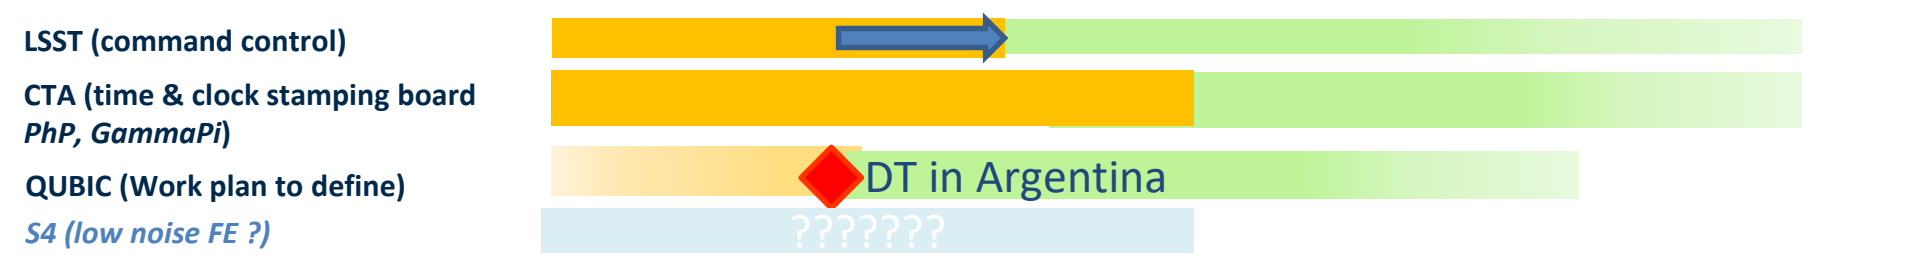 LSST (command control)
CTA (time & clock stamping board
PhP, GammaPi)
QUBIC (Work plan to define)
DT in Argentina
S4 (low noise FE ?)
???????